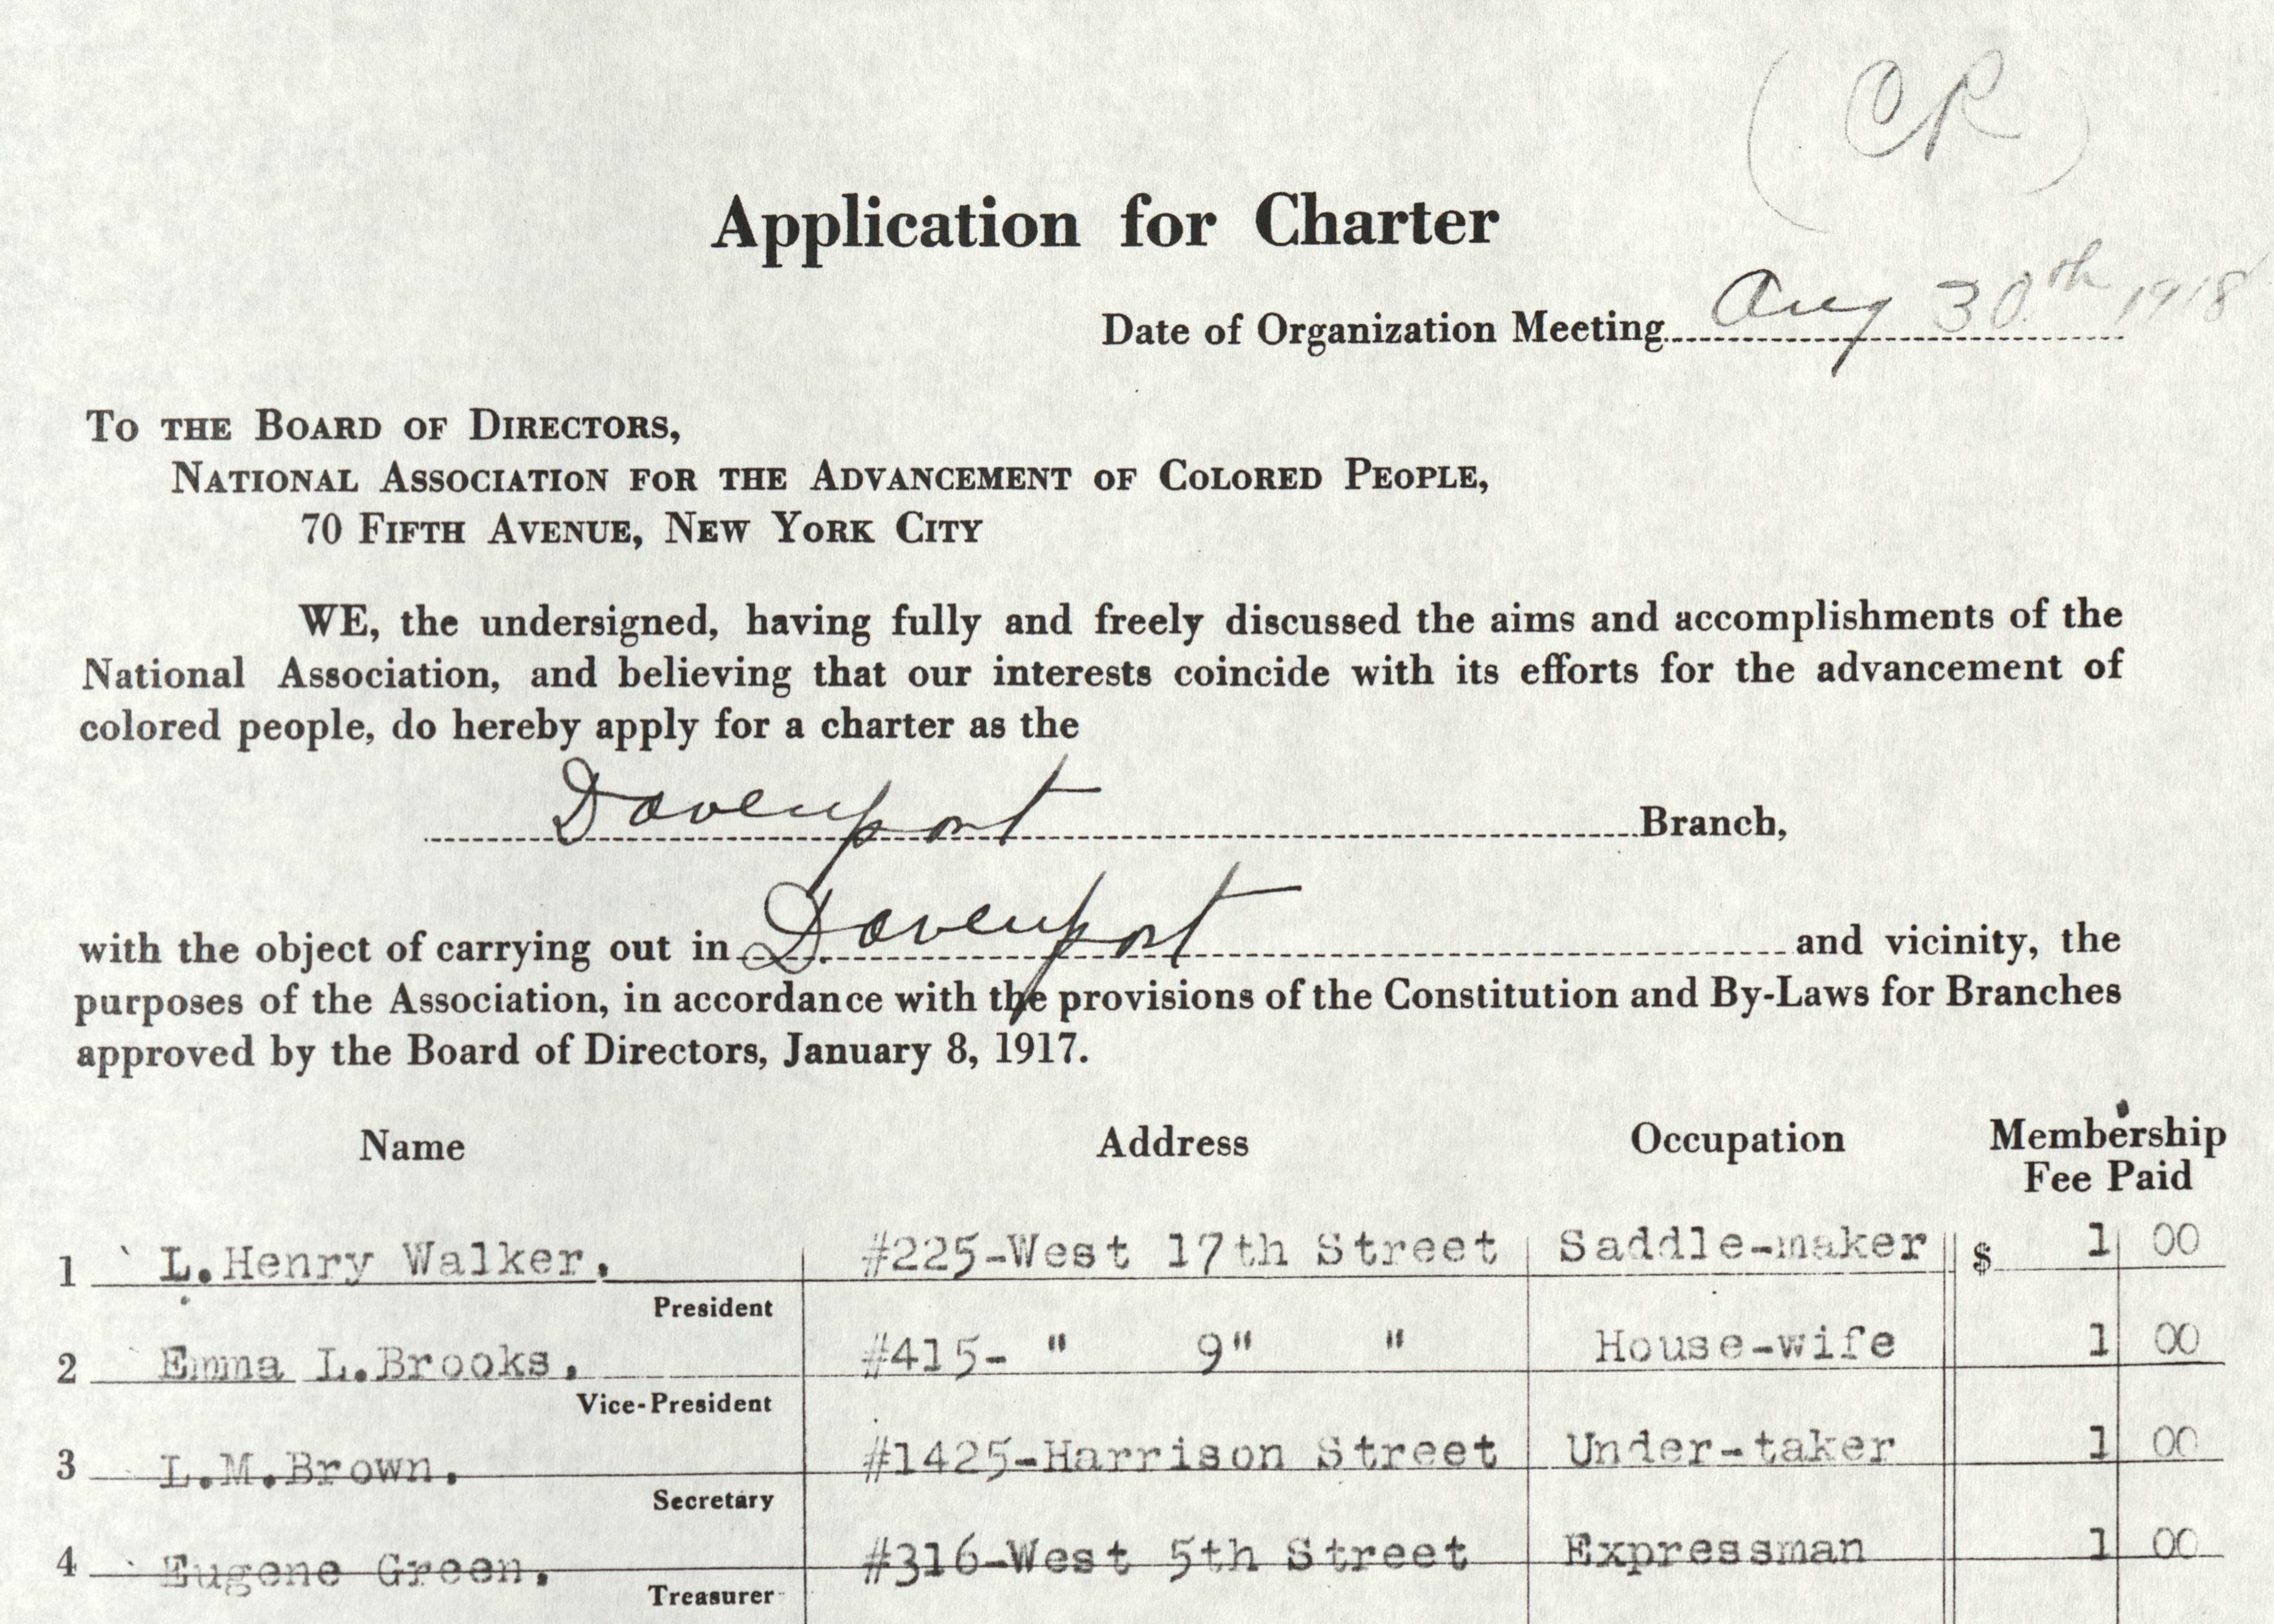 (CR)
Application for Charter
Date of Organization Meeting Aug 30th 1918
To the Board of Directors,
National Association for the Advancement of Colored People,
70 Fifth Avenue, New York City
WE, the undersigned, having fully and freely discussed the aims and accomplishments of the
National Association, and believing that our interests coincide with its efforts for the advancement of
colored people, do hereby apply for a charter as the
Davenport Branch,
with the object of carrying out in Davenport and vicinity, the
purposes of the Association, in accordance with the provisions of the Constitution and By-Laws for Branches
approved by the Board of Directors, January 8, 1917.
Name Address Occupation Membership
Fee Paid
1 L.Henry Walker. #225-West 17th Street Saddle-maker $ 1 00
President
2 Emma L.Brooks. #415- " 9" " House-wife 1 00
Vice-President
3 L.M.Brown. #1425-Harrison Street Under-taker 1 00
Secretary
4 Eugene Green. #316-West 5th Street Expressman 1 00
Treasurer